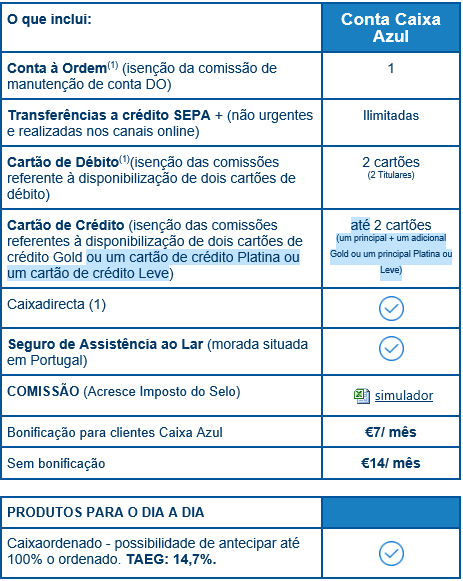 O que inclui:
Conta Caixa
Azul
Conta à Ordem(1) (isenção da comissão de
manutenção de conta DO)
1
Transferências a crédito SEPA + (não urgentes
e realizadas nos canais online)
Ilimitadas
Cartão de Débito(1)(isenção das comissões
referente à disponibilização de dois cartões de
débito)
2 cartões
(2 Titulares)
Cartão de Crédito (isenção das comissões
referentes à disponibilização de dois cartões de
crédito Gold ou um cartão de crédito Platina ou
um cartão de crédito Leve)
até 2 cartões
(um principal + um adicional
Gold ou um principal Platina ou
Leve)
Caixadirecta (1)
Seguro de Assistência ao Lar (morada situada
em Portugal)
COMISSÃO (Acresce Imposto do Selo)
simulador
Bonificação para clientes Caixa Azul
€7/ mês
Sem bonificação
€14/ mês
PRODUTOS PARA O DIA A DIA
Caixaordenado - possibilidade de antecipar até
100% o ordenado. TAEG: 14,7%.